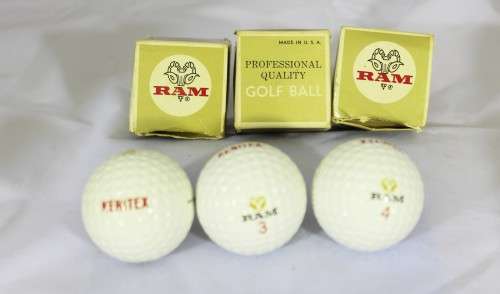 RAM
MADE IN U.S.A.
PROFESSIONAL
QUALITY
GOLF BALL
RAM
KERITEX
RAM
3
RAM
4